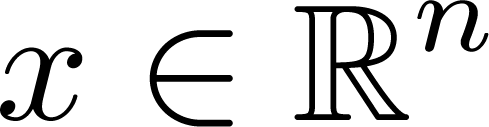 x ∈ ℝⁿ